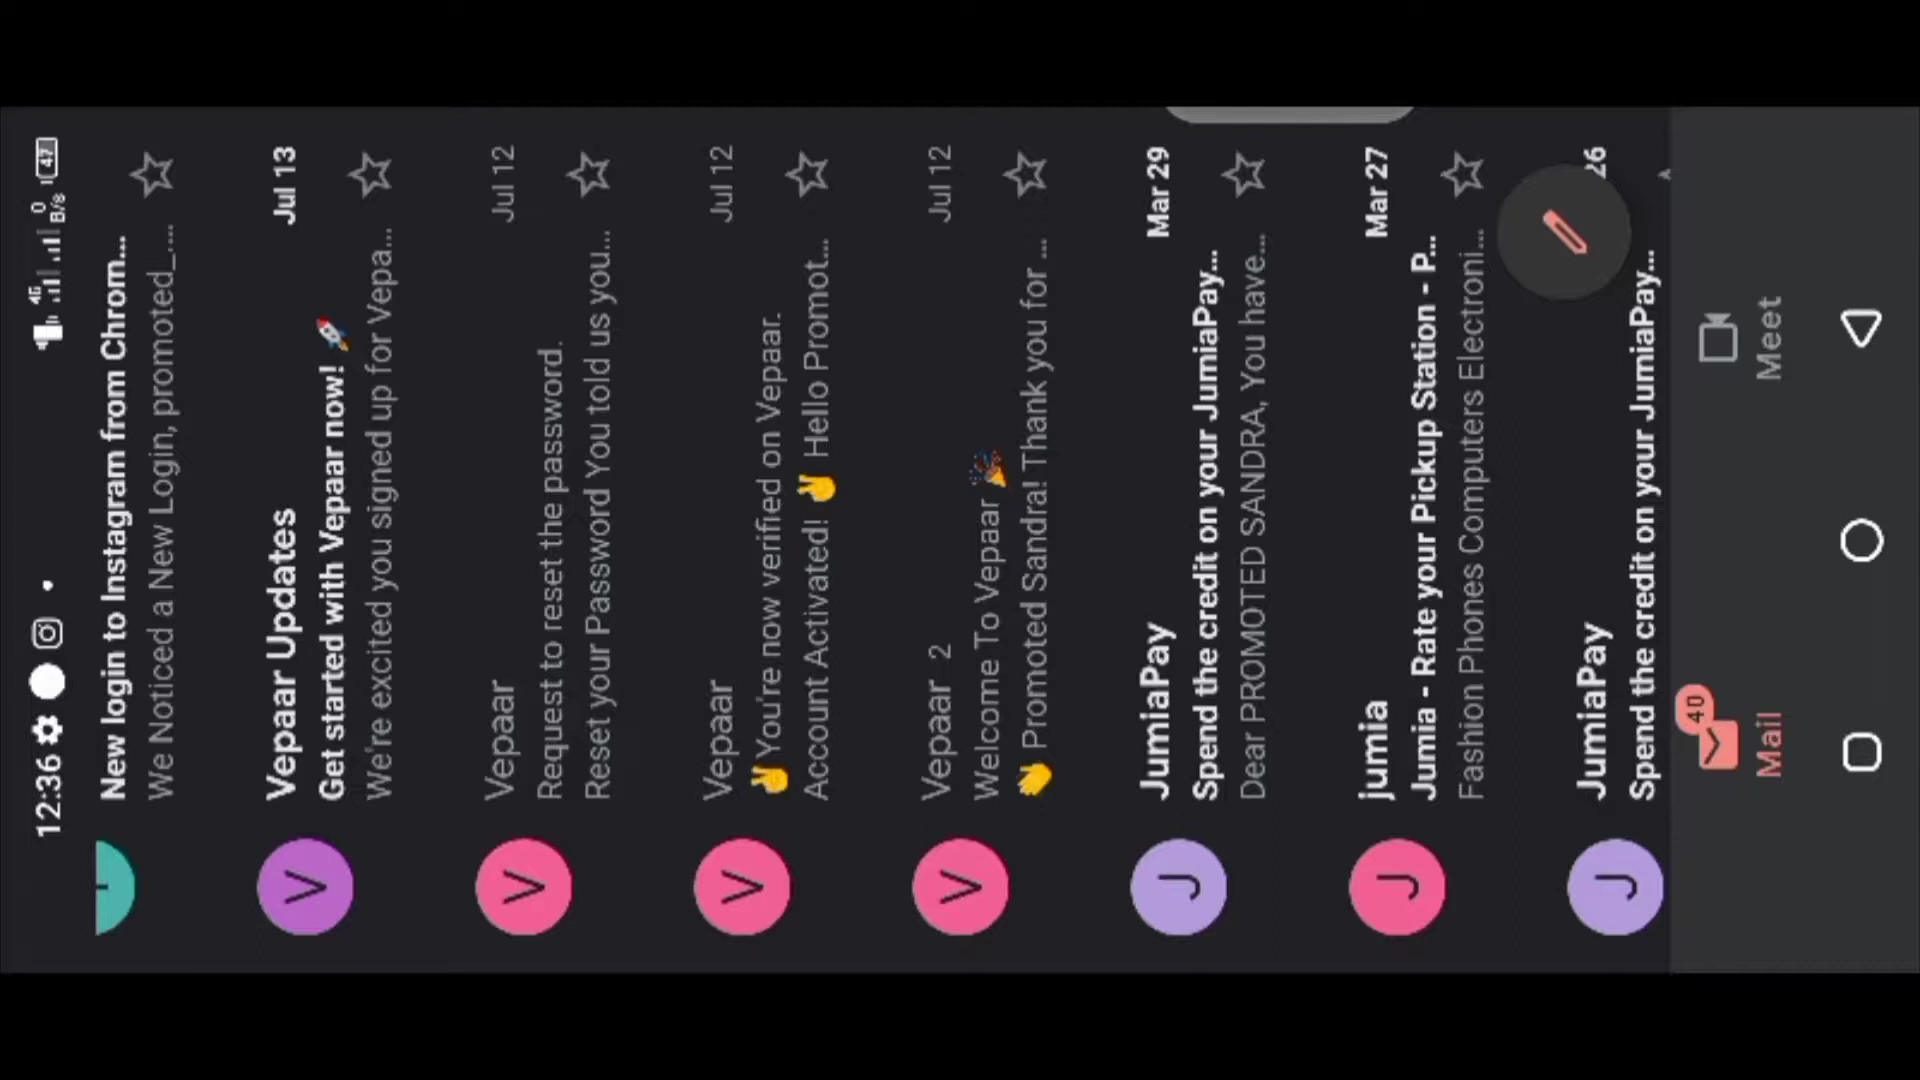 12:36
4G
0
B/s
47
New login to Instagram from Chrom...
We Noticed a New Login, promoted_...
V
Vepaar Updates
Jul 13
Get started with Vepaar now! 🚀
We're excited you signed up for Vepa...
V
Vepaar
Jul 12
Request to reset the password.
Reset your Password You told us you...
V
Vepaar
Jul 12
✌️ You're now verified on Vepaar.
Account Activated! ✌️ Hello Promot...
V
Vepaar 2
Jul 12
Welcome To Vepaar 🎉
👋 Promoted Sandra! Thank you for ...
J
JumiaPay
Mar 29
Spend the credit on your JumiaPay...
Dear PROMOTED SANDRA, You have...
J
jumia
Mar 27
Jumia - Rate your Pickup Station - P...
Fashion Phones Computers Electroni...
J
JumiaPay
26
Spend the credit on your JumiaPay...
40
Mail
Meet